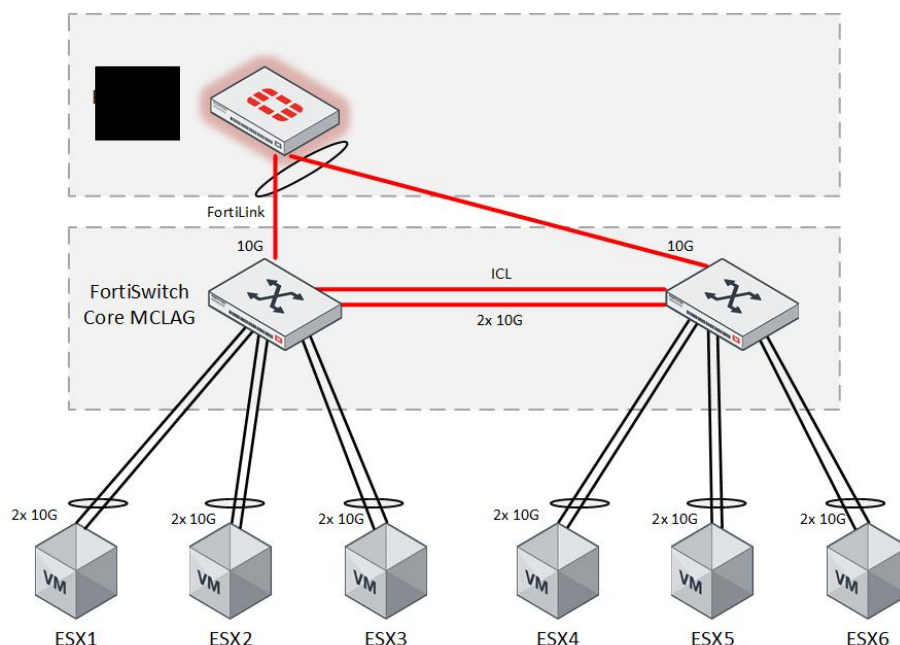 FortiLink
10G
10G
ICL
FortiSwitch
Core MCLAG
2x 10G
2x 10G
2x 10G
2x 10G
2x 10G
2x 10G
2x 10G
VM
VM
VM
VM
VM
VM
ESX1
ESX2
ESX3
ESX4
ESX5
ESX6